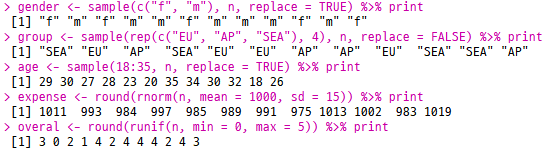 > gender <- sample(c("f", "m"), n, replace = TRUE) %>% print
[1] "f" "m" "f" "m" "m" "f" "m" "m" "m" "f" "m" "f"
> group <- sample(rep(c("EU", "AP", "SEA"), 4), n, replace = FALSE) %>% print
[1] "SEA" "EU"  "AP"  "SEA" "EU" "EU"  "AP"  "AP"  "EU"  "SEA" "SEA" "AP"
> age <- sample(18:35, n, replace = TRUE) %>% print
[1] 29 30 27 28 23 20 35 34 30 32 18 26
> expense <- round(rnorm(n, mean = 1000, sd = 15)) %>% print
[1] 1011  993  984  997  985  989  991  975 1013 1002  983 1019
> overal <- round(runif(n, min = 0, max = 5)) %>% print
[1] 3 0 2 1 4 2 4 4 4 2 4 3